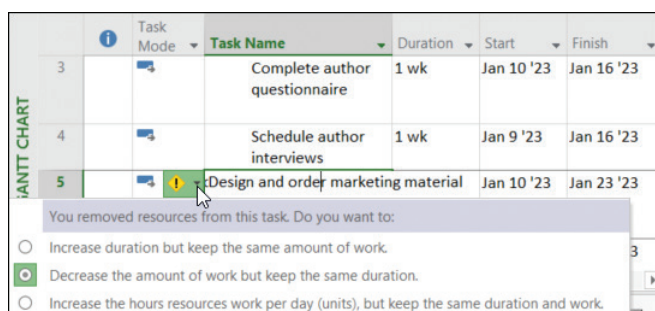 Task
Mode Task Name Duration Start Finish
3 Complete author 1 wk Jan 10 '23 Jan 16 '23
questionnaire
4 Schedule author 1 wk Jan 9 '23 Jan 16 '23
interviews
5 :Design and order marketing material Jan 10 '23 Jan 23 '23
GANTT CHART
You removed resources from this task. Do you want to:
Increase duration but keep the same amount of work.
3
Decrease the amount of work but keep the same duration.
Increase the hours resources work per day (units), but keep the same duration and work.